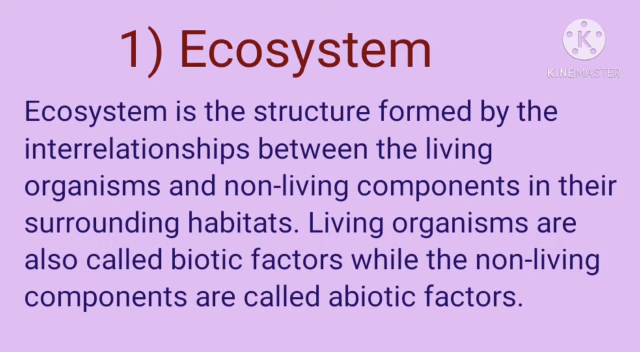 1) Ecosystem
KINEMASTER
Ecosystem is the structure formed by the
interrelationships between the living
organisms and non-living components in their
surrounding habitats. Living organisms are
also called biotic factors while the non-living
components are called abiotic factors.